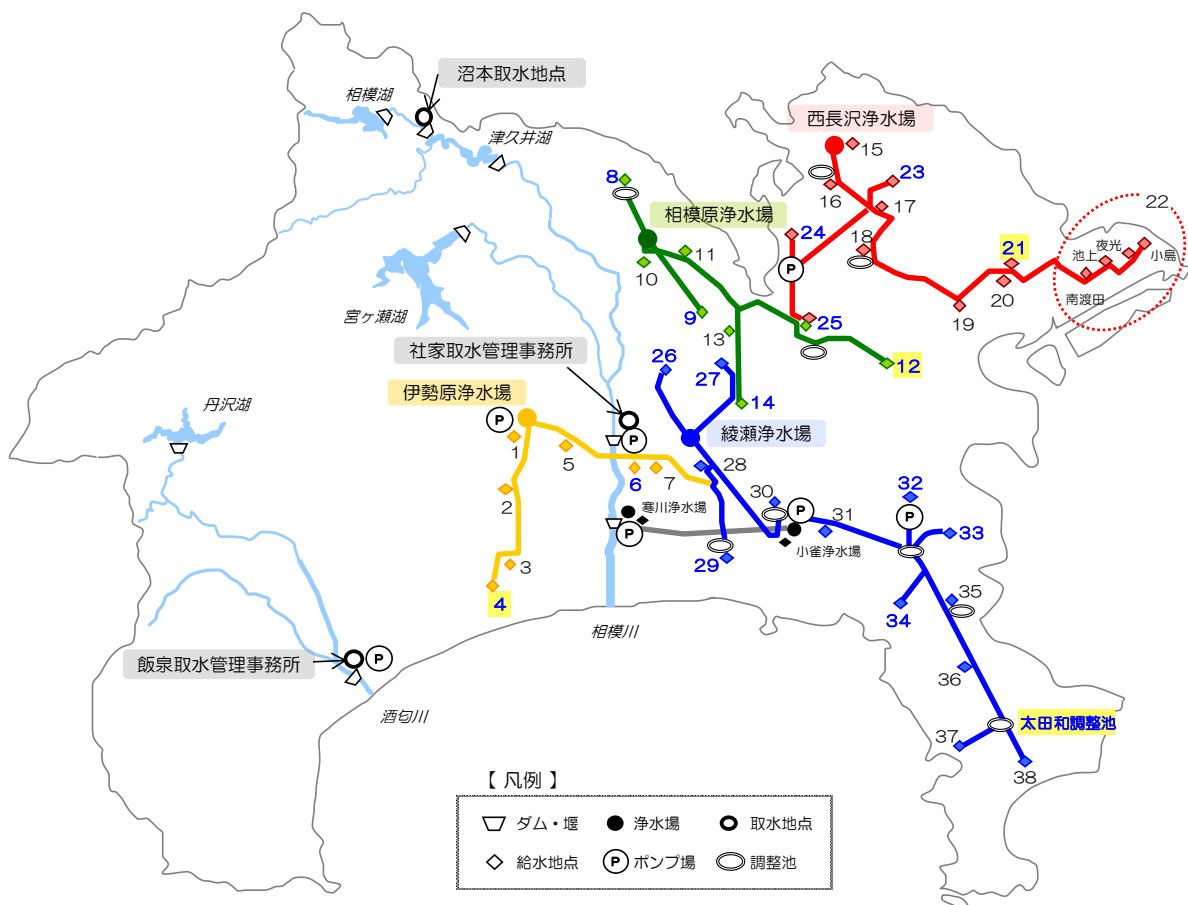 沼本取水地点
相模湖
津久井湖
西長沢浄水場
15
8
23
16
17
22
相模原浄水場
24
18
11
21
夜光
池上
小島
P
10
20
南渡田
宮ヶ瀬湖
9
19
13
25
社家取水管理事務所
26
27
12
伊勢原浄水場
14
丹沢湖
P
P
綾瀬浄水場
1
5
28
6
7
2
30
32
寒川浄水場
P
P
31
33
P
小雀浄水場
29
3
4
35
34
相模川
飯泉取水管理事務所
P
36
酒匂川
太田和調整池
37
38
【 凡例 】
ダム・堰
浄水場
取水地点
給水地点
P
ポンプ場
調整池